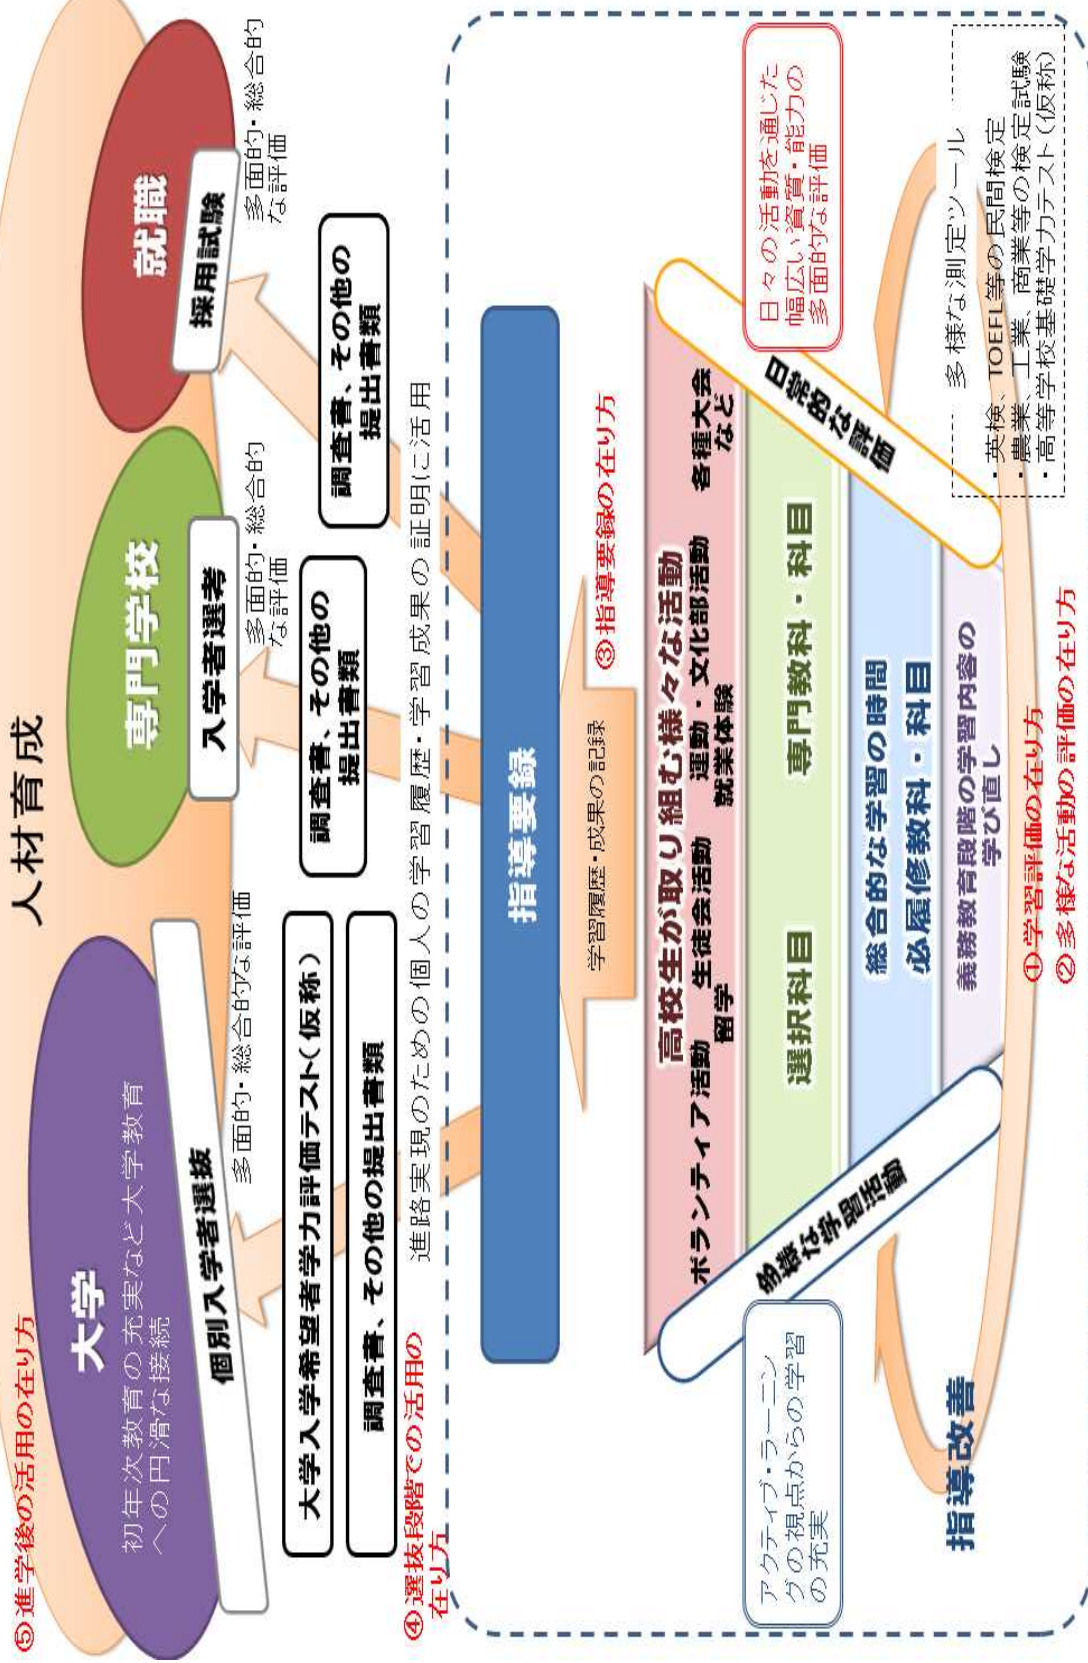 人材育成
⑤進学後の活用の在り方
大学
初年次教育の充実など大学教育
への円滑な接続
個別入学者選抜
多面的・総合的な評価
専門学校
入学者選考
多面的・総合的
な評価
就職
採用試験
多面的・総合的
な評価
大学入学希望者学力評価テスト(仮称)
調査書、その他の提出書類
調査書、その他の
提出書類
調査書、その他の
提出書類
④選抜段階での活用の
在り方
進路実現のための個人の学習履歴・学習成果の証明に活用
指導要録
学習履歴・成果の記録
③指導要録の在り方
高校生が取り組む様々な活動
ボランティア活動 生徒会活動 運動・文化部活動 各種大会
留学 就業体験 など
選択科目 専門教科・科目
総合的な学習の時間
必履修教科・科目
義務教育段階の学習内容の
学び直し
多様な学習活動
日常的な評価
アクティブ・ラーニン
グの視点からの学習
の充実
日々の活動を通じた
幅広い資質・能力の
多面的な評価
指導改善
①学習評価の在り方
②多様な活動の評価の在り方
多様な測定ツール
・英検、TOEFL等の民間検定
・農業、工業、商業等の検定試験
・高等学校基礎学力テスト(仮称)